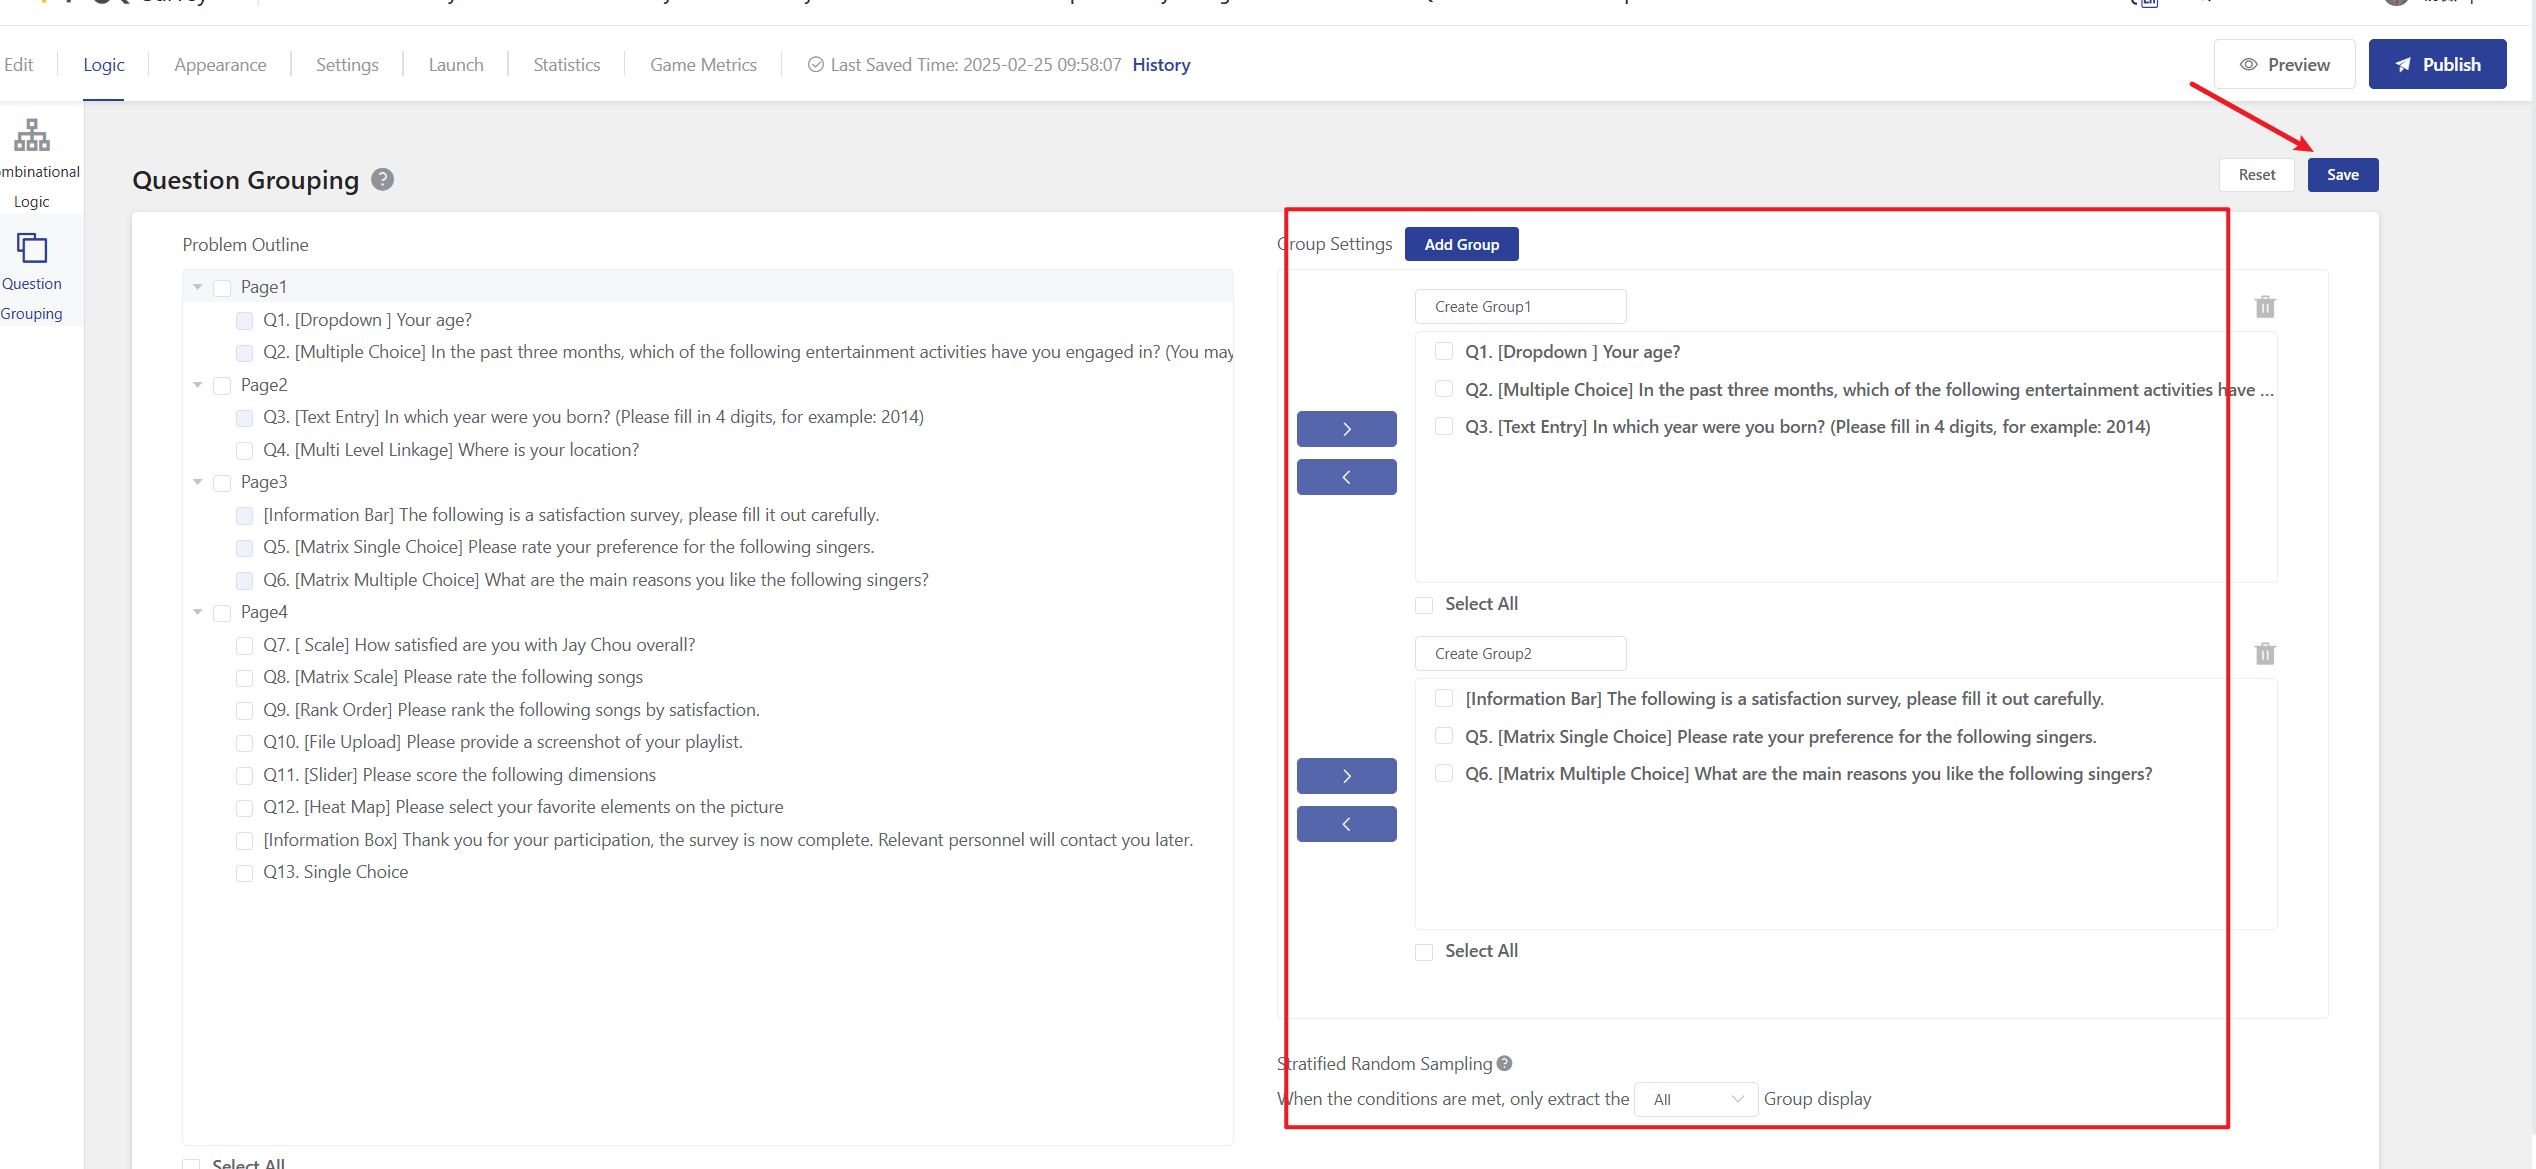 Edit
Logic
Appearance
Settings
Launch
Statistics
Game Metrics
Last Saved Time: 2025-02-25 09:58:07 History
Preview
Publish
mbinational
Logic
Question
Grouping
Question Grouping ?
Reset
Save
Problem Outline
Page1
Q1. [Dropdown ] Your age?
Q2. [Multiple Choice] In the past three months, which of the following entertainment activities have you engaged in? (You may
Page2
Q3. [Text Entry] In which year were you born? (Please fill in 4 digits, for example: 2014)
Q4. [Multi Level Linkage] Where is your location?
Page3
[Information Bar] The following is a satisfaction survey, please fill it out carefully.
Q5. [Matrix Single Choice] Please rate your preference for the following singers.
Q6. [Matrix Multiple Choice] What are the main reasons you like the following singers?
Page4
Q7. [ Scale] How satisfied are you with Jay Chou overall?
Q8. [Matrix Scale] Please rate the following songs
Q9. [Rank Order] Please rank the following songs by satisfaction.
Q10. [File Upload] Please provide a screenshot of your playlist.
Q11. [Slider] Please score the following dimensions
Q12. [Heat Map] Please select your favorite elements on the picture
[Information Box] Thank you for your participation, the survey is now complete. Relevant personnel will contact you later.
Q13. Single Choice
Select All
Group Settings
Add Group
Create Group1
Q1. [Dropdown ] Your age?
Q2. [Multiple Choice] In the past three months, which of the following entertainment activities have ...
Q3. [Text Entry] In which year were you born? (Please fill in 4 digits, for example: 2014)
Select All
Create Group2
[Information Bar] The following is a satisfaction survey, please fill it out carefully.
Q5. [Matrix Single Choice] Please rate your preference for the following singers.
Q6. [Matrix Multiple Choice] What are the main reasons you like the following singers?
Select All
Stratified Random Sampling ?
When the conditions are met, only extract the All Group display